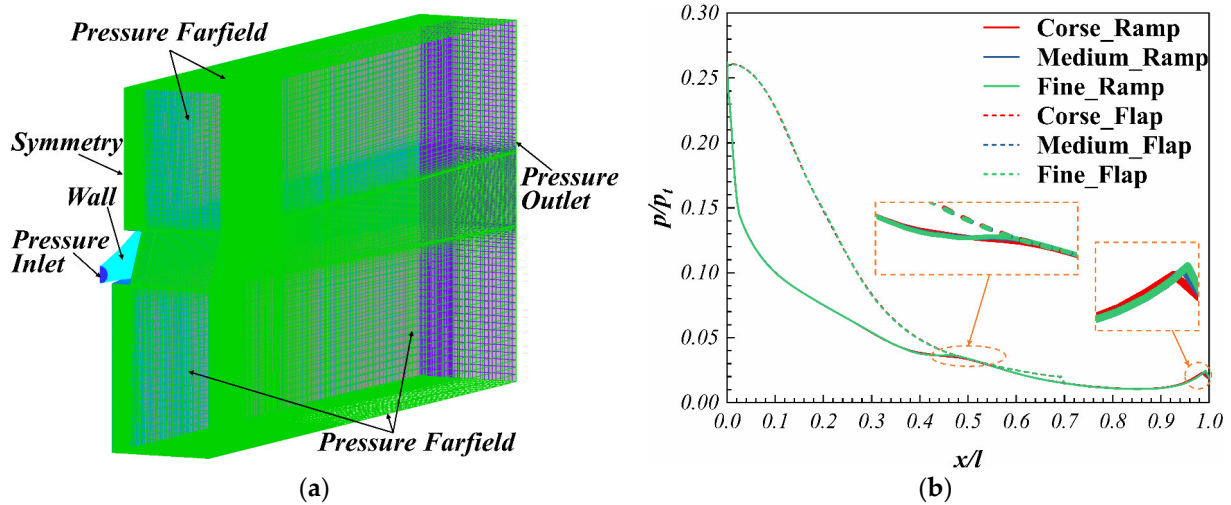 Pressure Farfield
Symmetry
Wall
Pressure
Inlet
Pressure
Outlet
Pressure Farfield
(a)
Corse_Ramp
Medium_Ramp
Fine_Ramp
Corse_Flap
Medium_Flap
Fine_Flap
p/pt
0.30
0.25
0.20
0.15
0.10
0.05
0.00
0.0 0.1 0.2 0.3 0.4 0.5 0.6 0.7 0.8 0.9 1.0
x/l
(b)